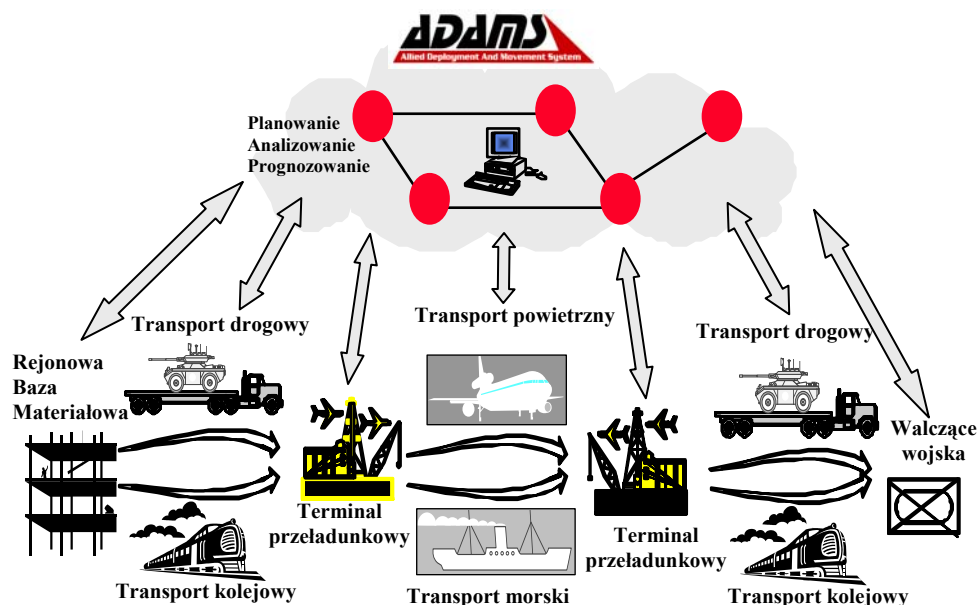 ADAMS
Allied Deployment And Movement System
Planowanie
Analizowanie
Prognozowanie
Transport drogowy
Transport powietrzny
Transport drogowy
Rejonowa
Baza
Materiałowa
Walczące
wojska
Terminal
przeładunkowy
Terminal
przeładunkowy
Transport kolejowy
Transport morski
Transport kolejowy